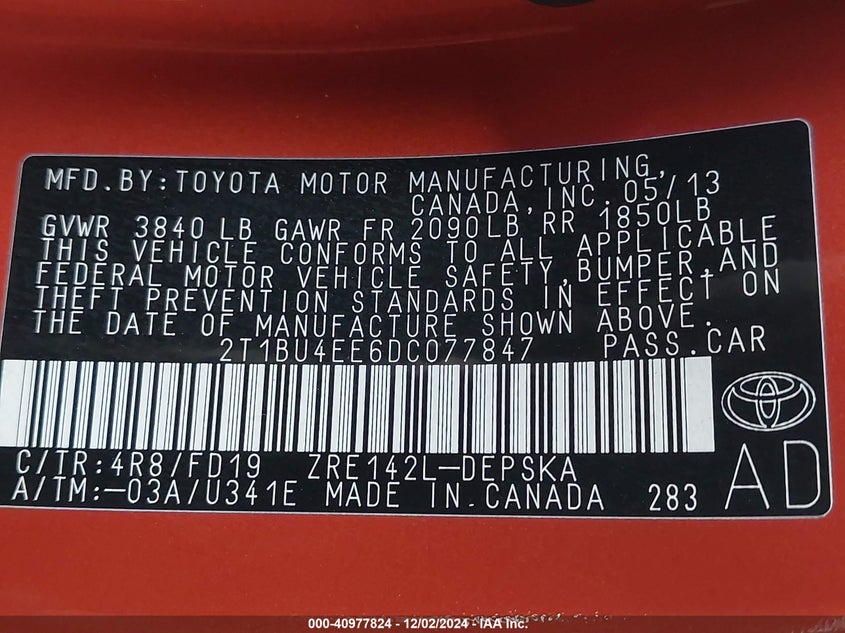 MFD.BY:TOYOTA MOTOR MANUFACTURING,
CANADA,INC. 05/13
GVWR 3840 LB GAWR FR 2090LB RR 1850LB
THIS VEHICLE CONFORMS TO ALL APPLICABLE
FEDERAL MOTOR VEHICLE SAFETY,BUMPER,AND
THEFT PREVENTION STANDARDS IN EFFECT ON
THE DATE OF MANUFACTURE SHOWN ABOVE.
2T1BU4EE6DC077847 PASS.CAR
C/TR:4R8/FD19 ZRE142L-DEPSKA
A/TM:-03A/U341E MADE IN CANADA 283
AD
000-40977824 - 12/02/2024 - IAA Inc.